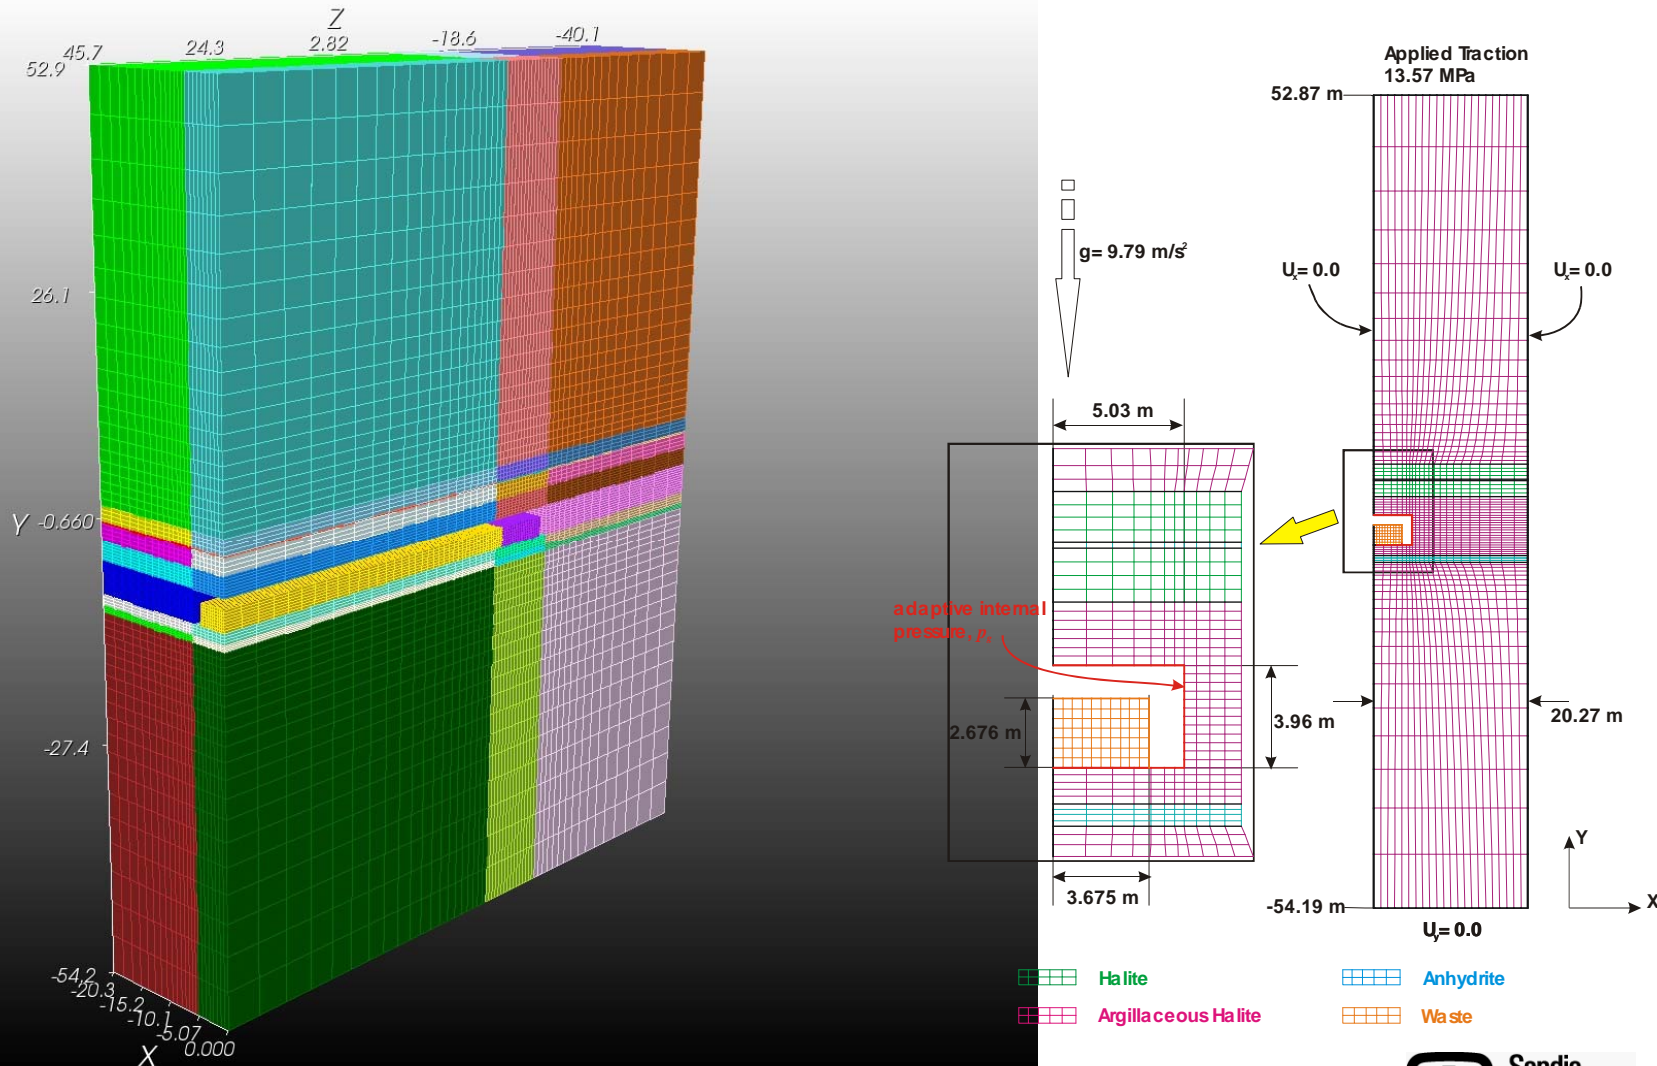 Z
45.7
24.3
2.82
-18.6
-40.1
52.9
26.1
Y -0.660
-27.4
-54.2
-20.3
-15.2
-10.1
-5.07
0.000
X
Applied Traction
13.57 MPa
52.87 m
g= 9.79 m/s²
Uₓ= 0.0
Uₓ= 0.0
5.03 m
adaptive internal
pressure,
2.676 m
3.96 m
20.27 m
3.675 m
-54.19 m
Uᵧ= 0.0
Y
X
Halite
Anhydrite
Argillaceous Halite
Waste